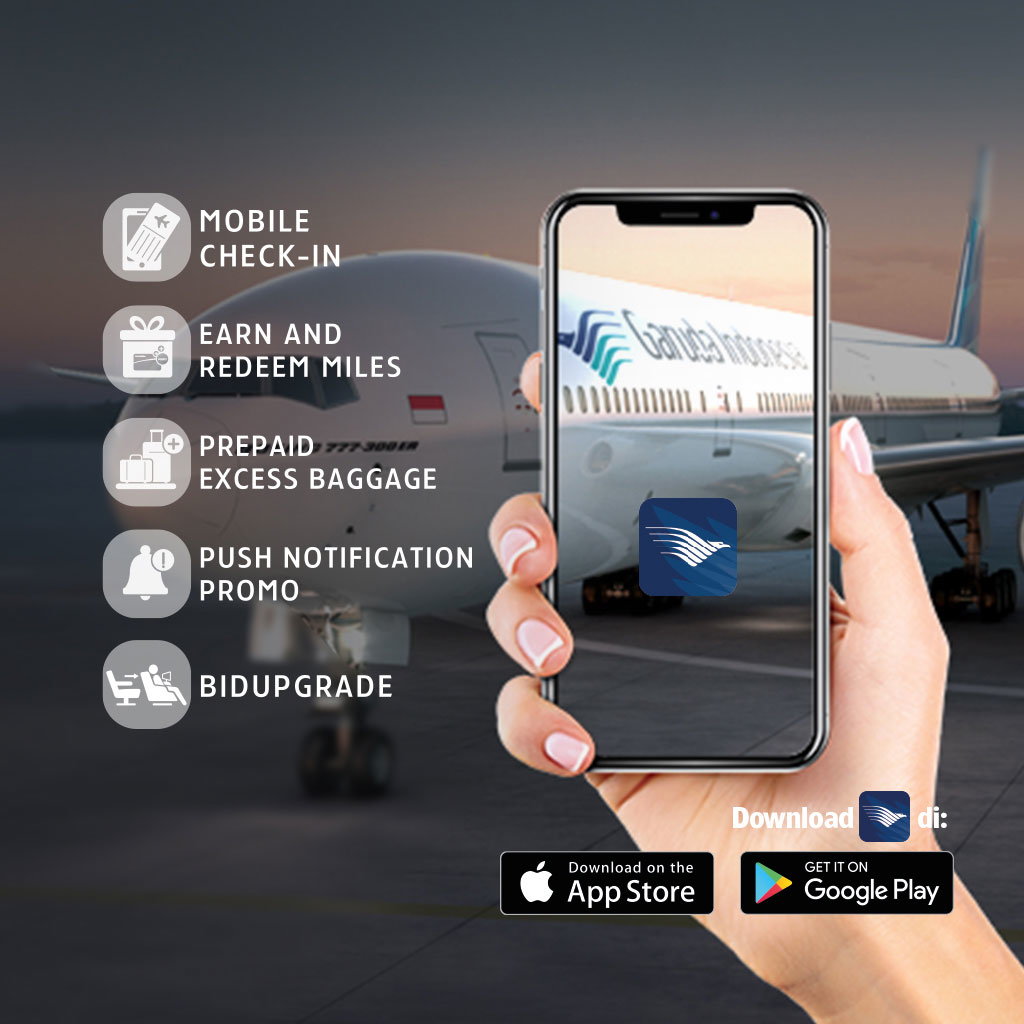 MOBILE
CHECK-IN
EARN AND
REDEEM MILES
PREPAID
EXCESS BAGGAGE
PUSH NOTIFICATION
PROMO
BIDUPGRADE
Garuda Indonesia
777-300ER
Download di:
Download on the
App Store
GET IT ON
Google Play